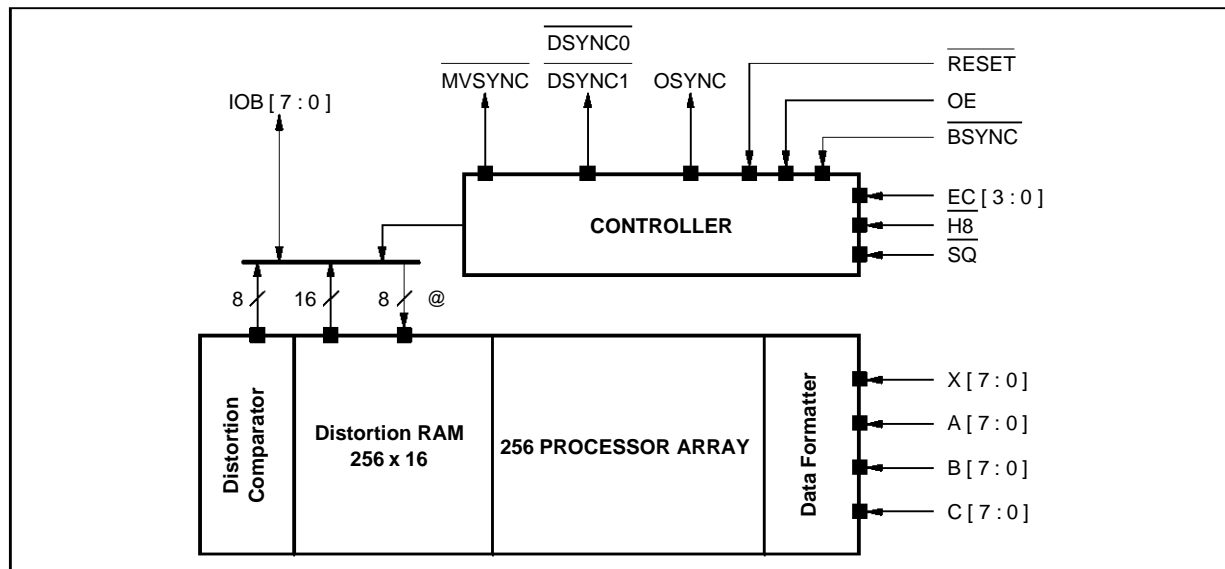 DSYNC0
MVSYNC DSYNC1 OSYNC
RESET
IOB [ 7 : 0 ]
OE
BSYNC
EC [ 3 : 0 ]
CONTROLLER
H8
SQ
8 16 8 @
Distortion Comparator
Distortion RAM
256 x 16
256 PROCESSOR ARRAY
Data Formatter
X [ 7 : 0 ]
A [ 7 : 0 ]
B [ 7 : 0 ]
C [ 7 : 0 ]